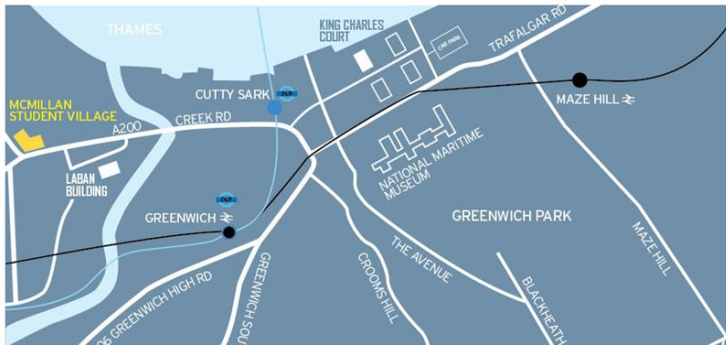 THAMES
KING CHARLES
COURT
CAR PARK
TRAFALGAR RD
CUTTY SARK
DLR
MAZE HILL
MCMILLAN
STUDENT VILLAGE
A200
CREEK RD
LABAN
BUILDING
NATIONAL MARITIME
MUSEUM
DLR
GREENWICH
GREENWICH PARK
THE AVENUE
MAZE HILL
CROOMS HILL
BLACKHEATH
06 GREENWICH HIGH RD
GREENWICH SOU